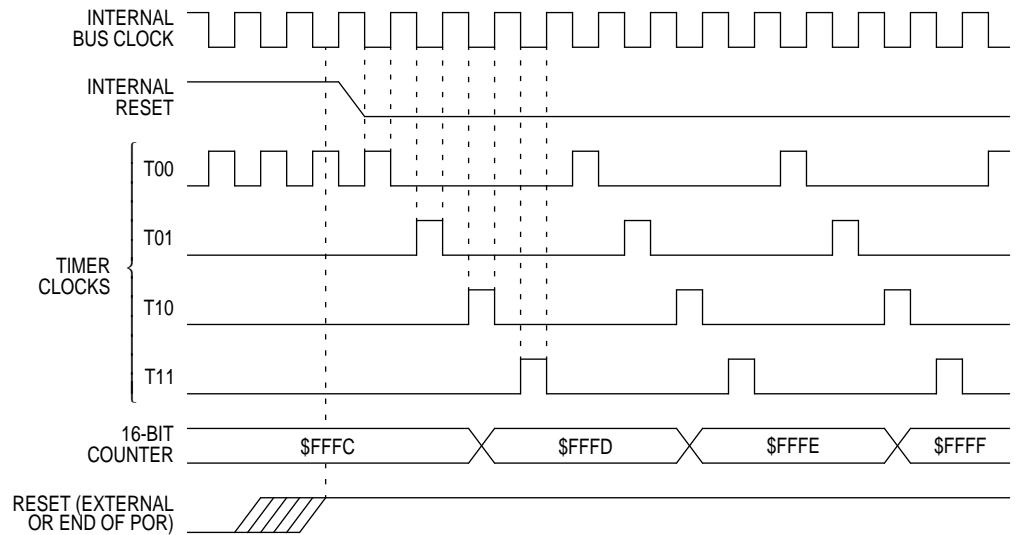 INTERNAL
BUS CLOCK
INTERNAL
RESET
TIMER
CLOCKS
T00
T01
T10
T11
16-BIT
COUNTER
$FFFC
$FFFD
$FFFE
$FFFF
RESET (EXTERNAL
OR END OF POR)